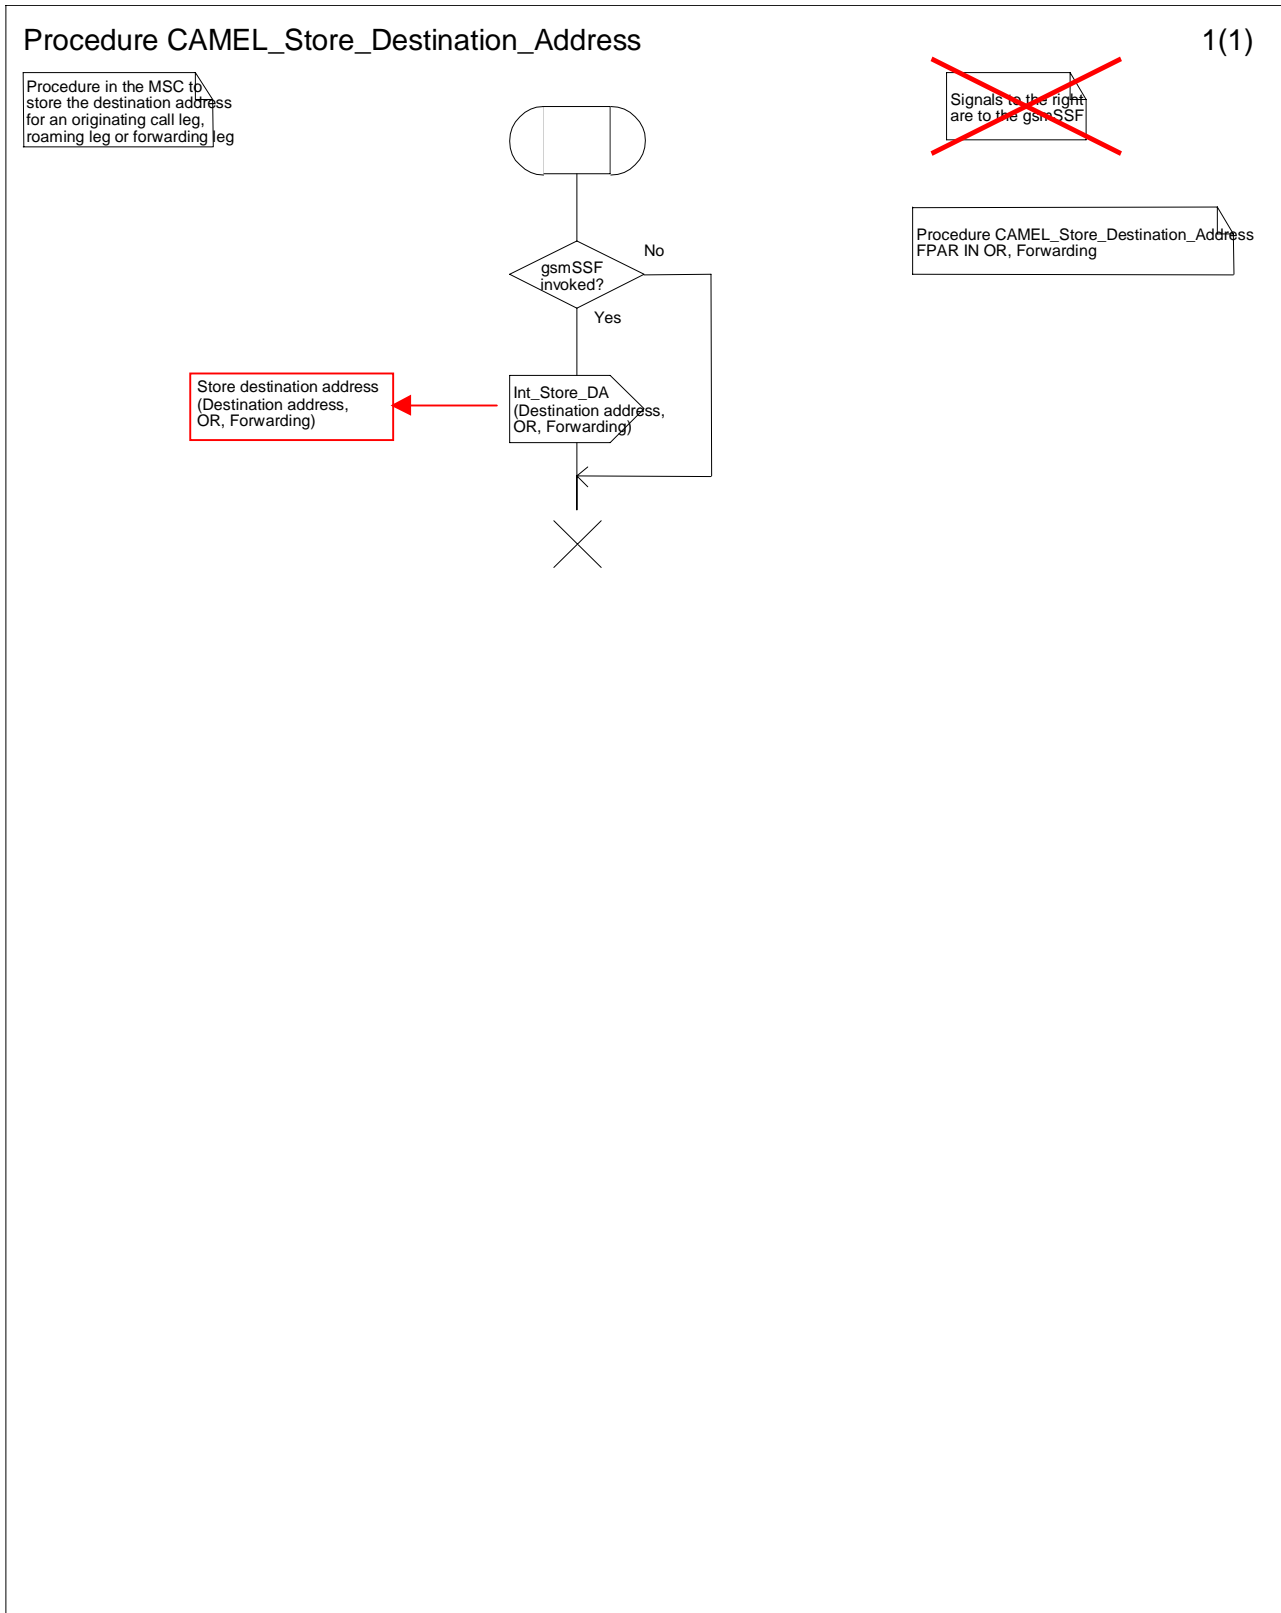 Procedure CAMEL_Store_Destination_Address
1(1)
Procedure in the MSC to
store the destination address
for an originating call leg,
roaming leg or forwarding leg
Signals to the right
are to the gsmSSF
Procedure CAMEL_Store_Destination_Address
FPAR IN OR, Forwarding
No
gsmSSF
invoked?
Yes
Store destination address
(Destination address,
OR, Forwarding)
Int_Store_DA
(Destination address,
OR, Forwarding)